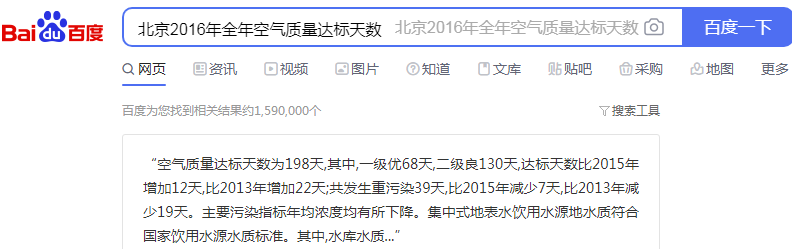 Bai du 百度 北京2016年全年空气质量达标天数 北京2016年全年空气质量达标天数 百度一下
网页 资讯 视频 图片 知道 文库 贴吧 采购 地图 更多
百度为您找到相关结果约1,590,000个 搜索工具
“空气质量达标天数为198天,其中,一级优68天,二级良130天,达标天数比2015年
增加12天,比2013年增加22天;共发生重污染39天,比2015年减少7天,比2013年减
少19天。主要污染指标年均浓度均有所下降。集中式地表水饮用水源地水质符合
国家饮用水源水质标准。其中,水库水质...”